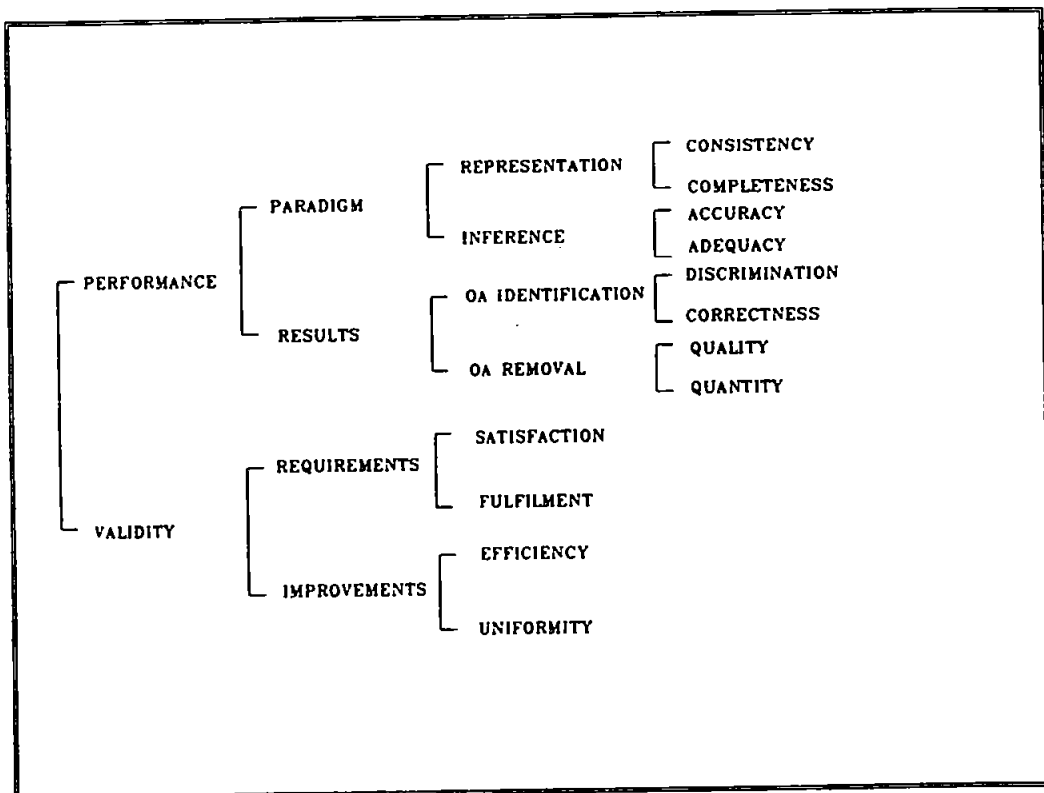 CONSISTENCY
REPRESENTATION
COMPLETENESS
PARADIGM
ACCURACY
INFERENCE
ADEQUACY
PERFORMANCE
DISCRIMINATION
OA IDENTIFICATION
CORRECTNESS
RESULTS
QUALITY
OA REMOVAL
QUANTITY
SATISFACTION
REQUIREMENTS
FULFILMENT
VALIDITY
EFFICIENCY
IMPROVEMENTS
UNIFORMITY